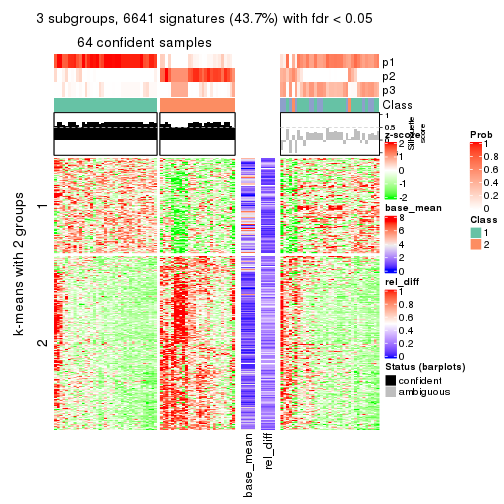 3 subgroups, 6641 signatures (43.7%) with fdr < 0.05
64 confident samples
p1
p2
p3
Class
1
0.5
0
Silhouette
score
k-means with 2 groups
1
2
base_mean
rel_diff
z-score
2
1
0
-1
-2
base_mean
8
6
4
2
0
rel_diff
1
0.8
0.6
0.4
0.2
0
Status (barplots)
confident
ambiguous
Prob
1
0.8
0.6
0.4
0.2
0
Class
1
2